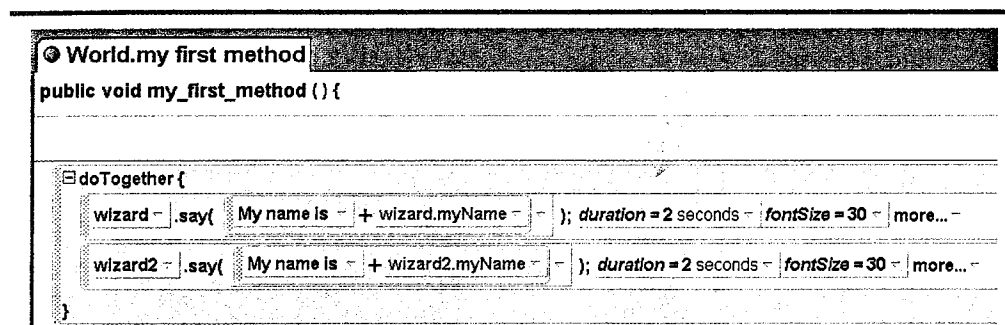 World.my first method
public void my_first_method () {
doTogether {
wizard .say( My name is + wizard.myName ); duration = 2 seconds fontSize = 30 more...
wizard2 .say( My name is + wizard2.myName ); duration = 2 seconds fontSize = 30 more...
}